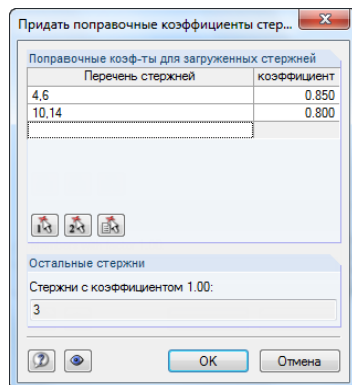 Придать поправочные коэффициенты стер...
Поправочные коэф-ты для загруженных стержней
Перечень стержней коэффициент
4,6 0.850
10,14 0.800
Остальные стержни
Стержни с коэффициентом 1.00:
3
OK Отмена